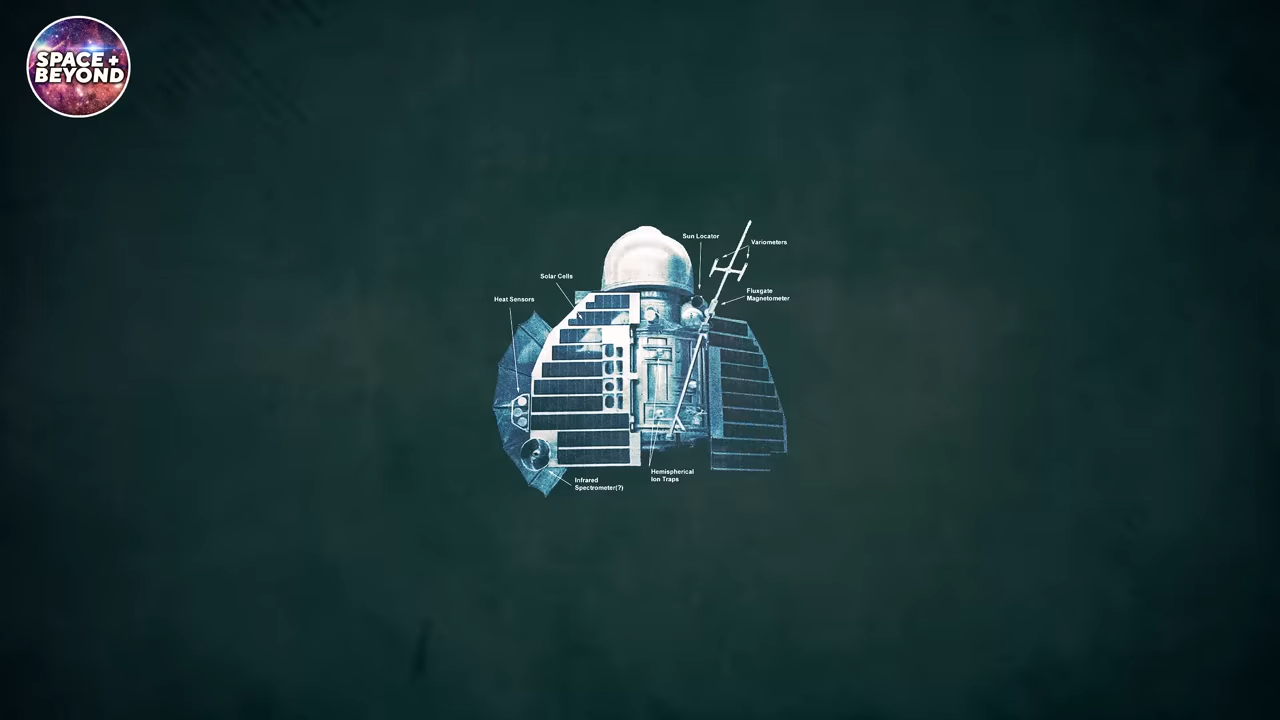 SPACE +
BEYOND
Sun Locator
Variometers
Solar Cells
Heat Sensors
Fluxgate
Magnetometer
Hemispherical
Ion Traps
Infrared
Spectrometer(?)